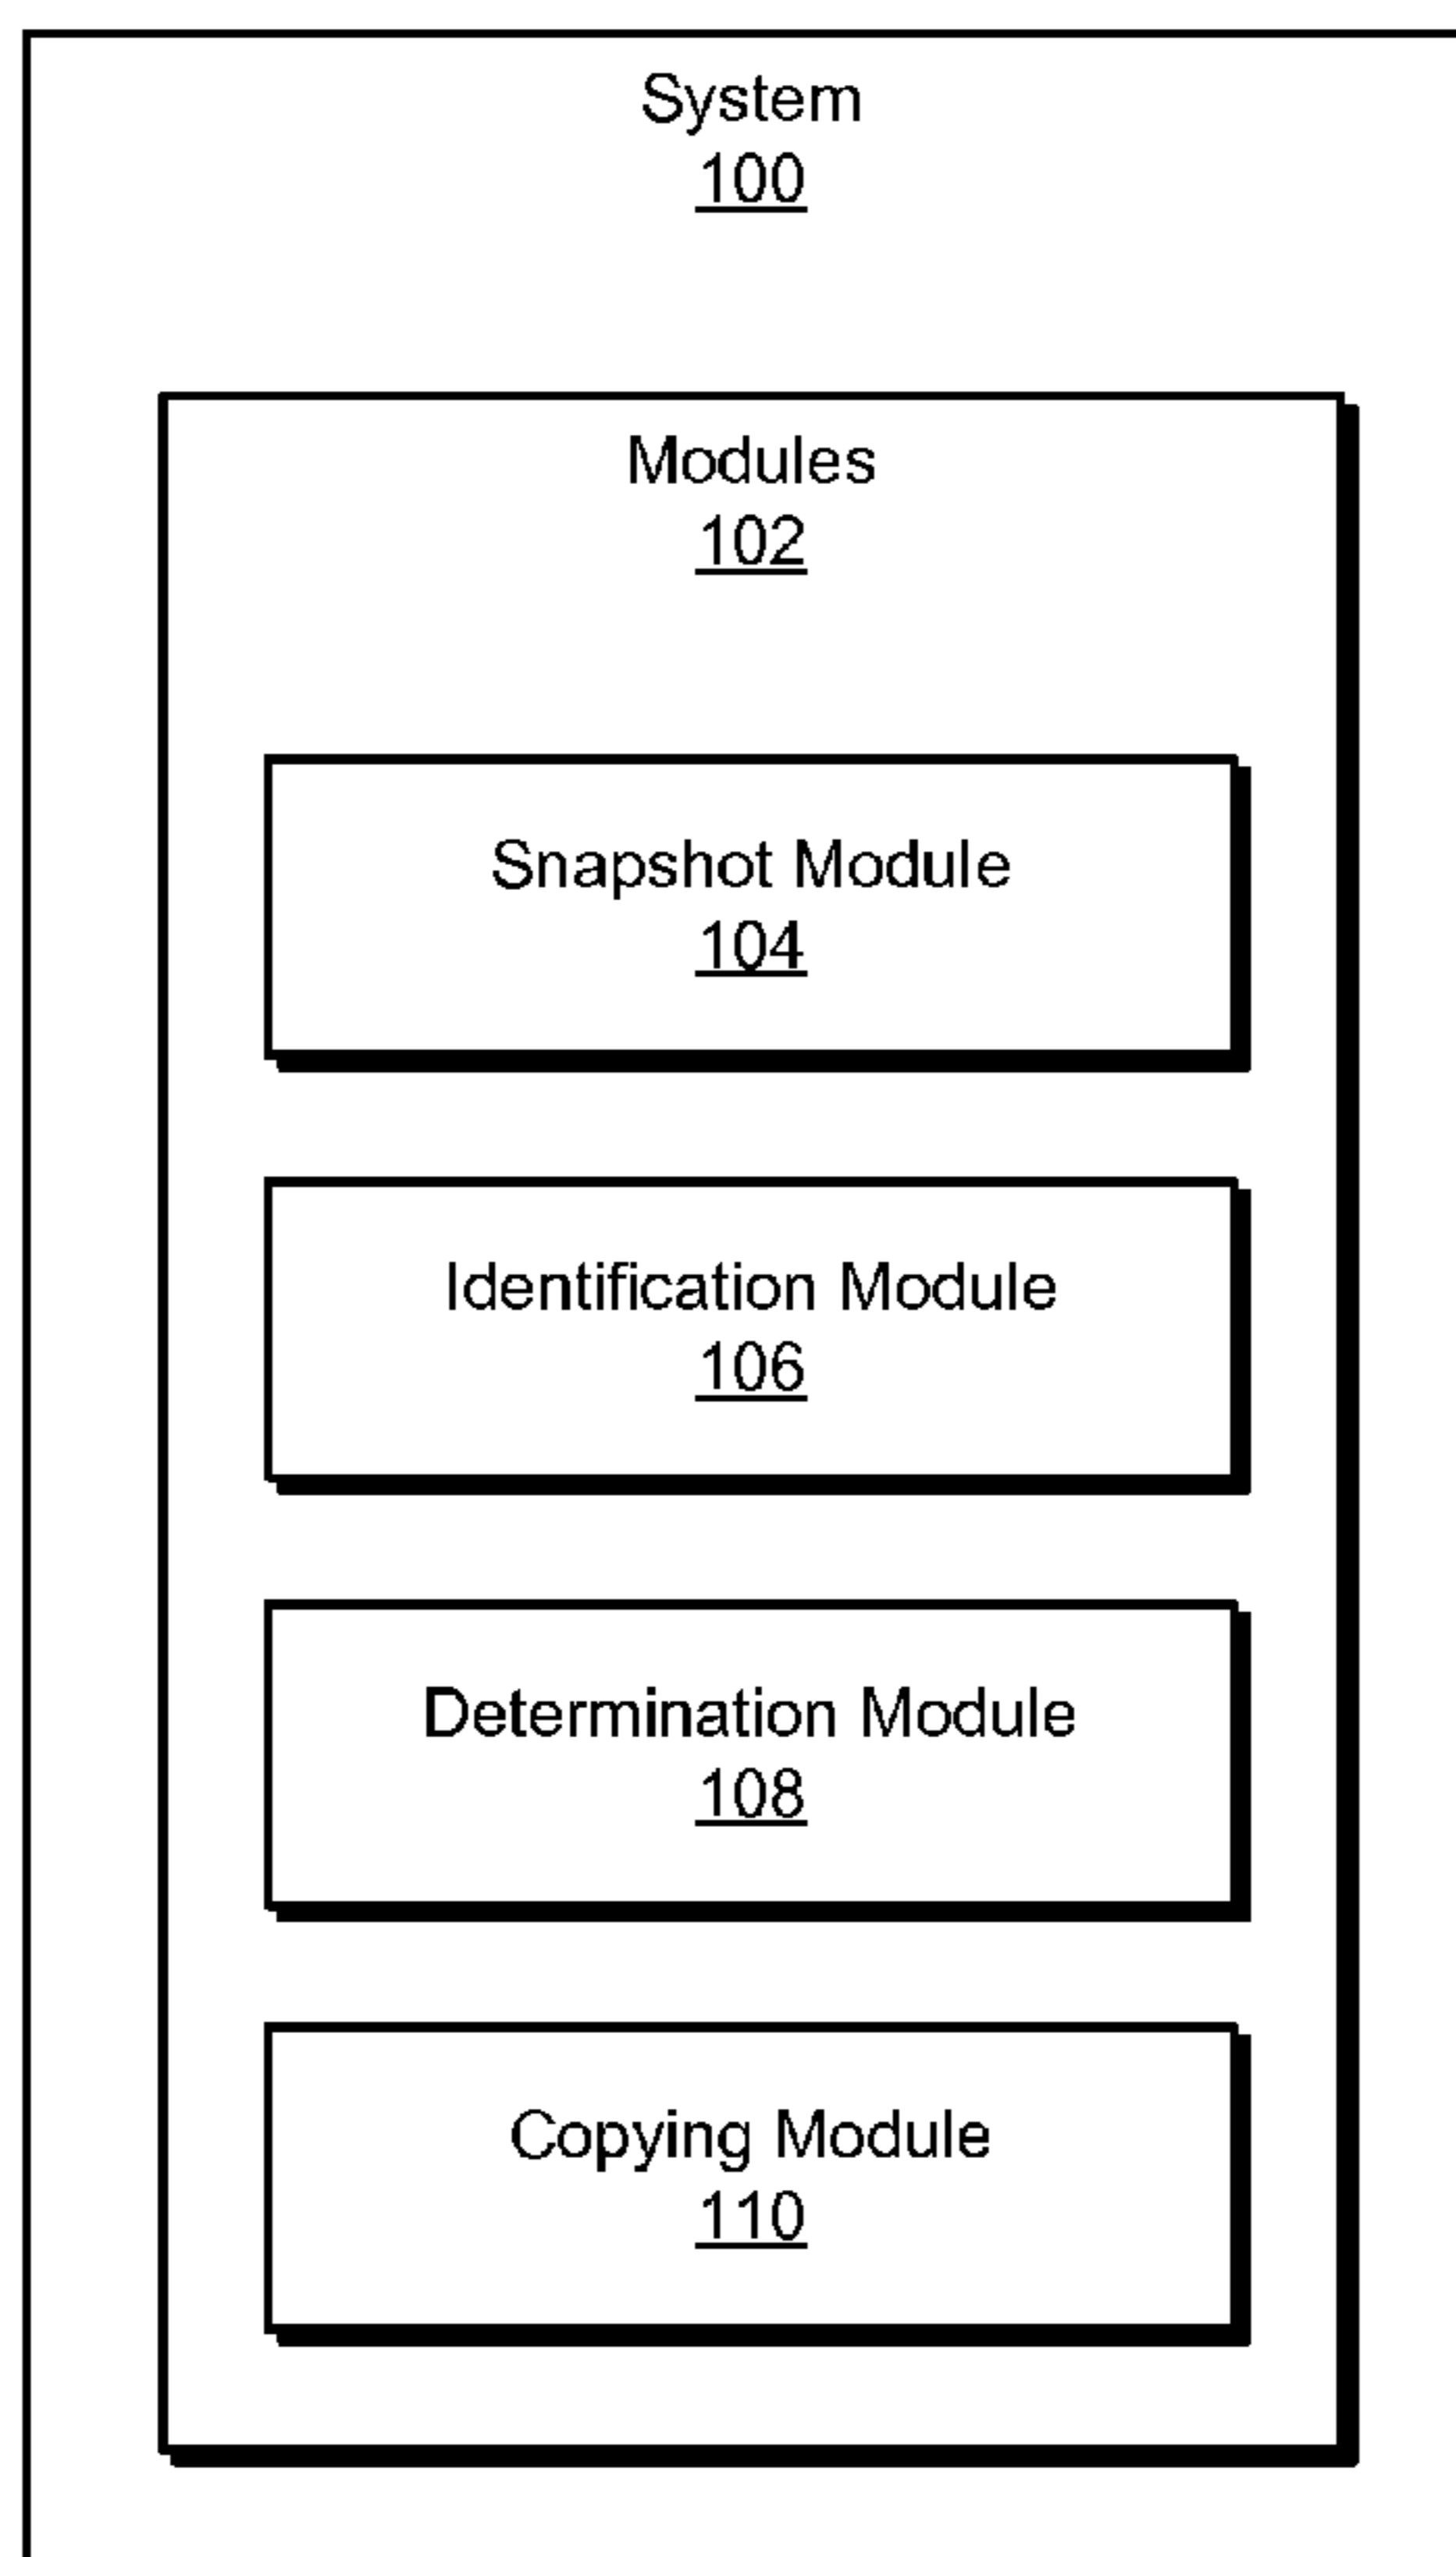 System
100
Modules
102
Snapshot Module
104
Identification Module
106
Determination Module
108
Copying Module
110